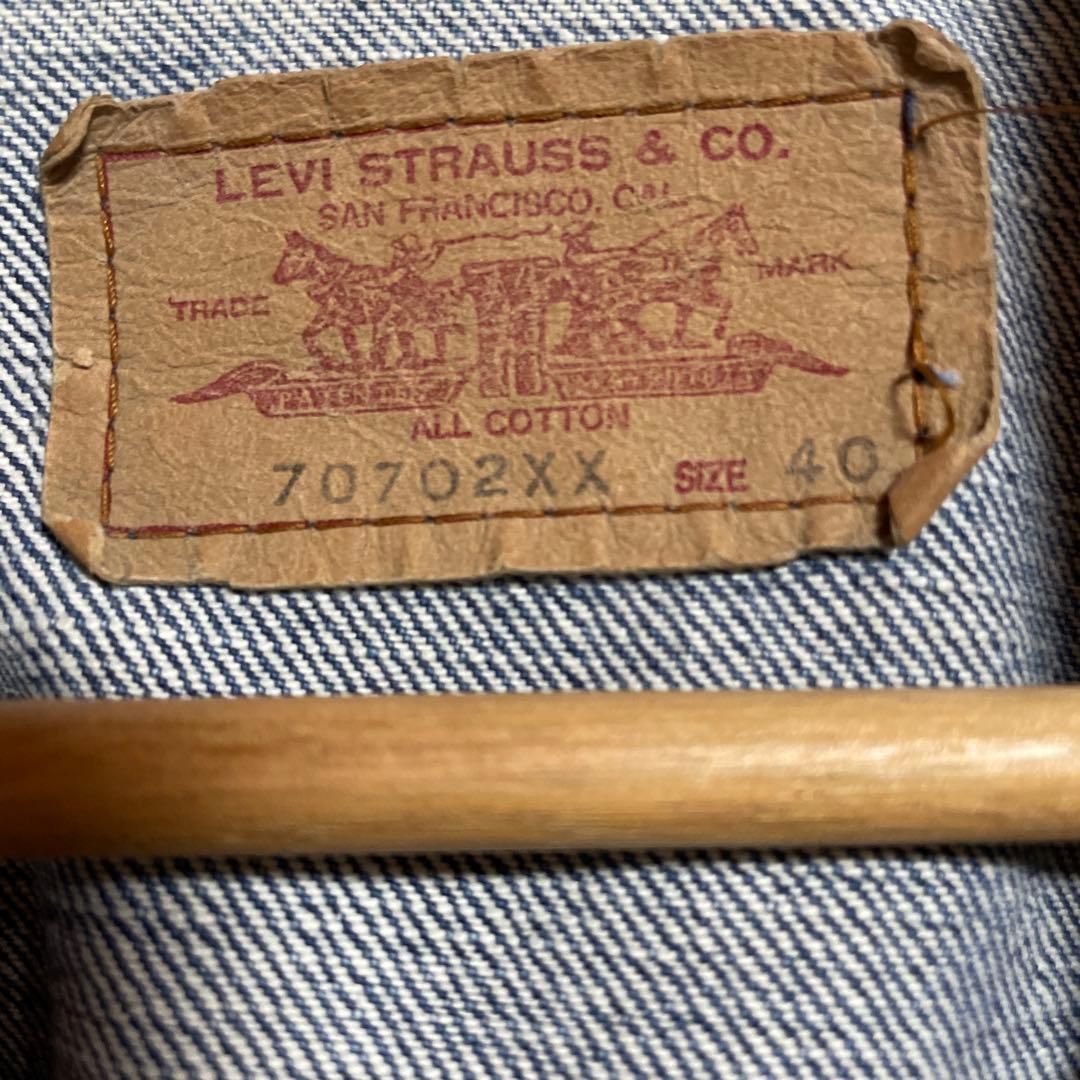 LEVI STRAUSS & CO.
SAN FRANCISCO, CAL.
TRADE MARK
ALL COTTON
70702XX SIZE 40